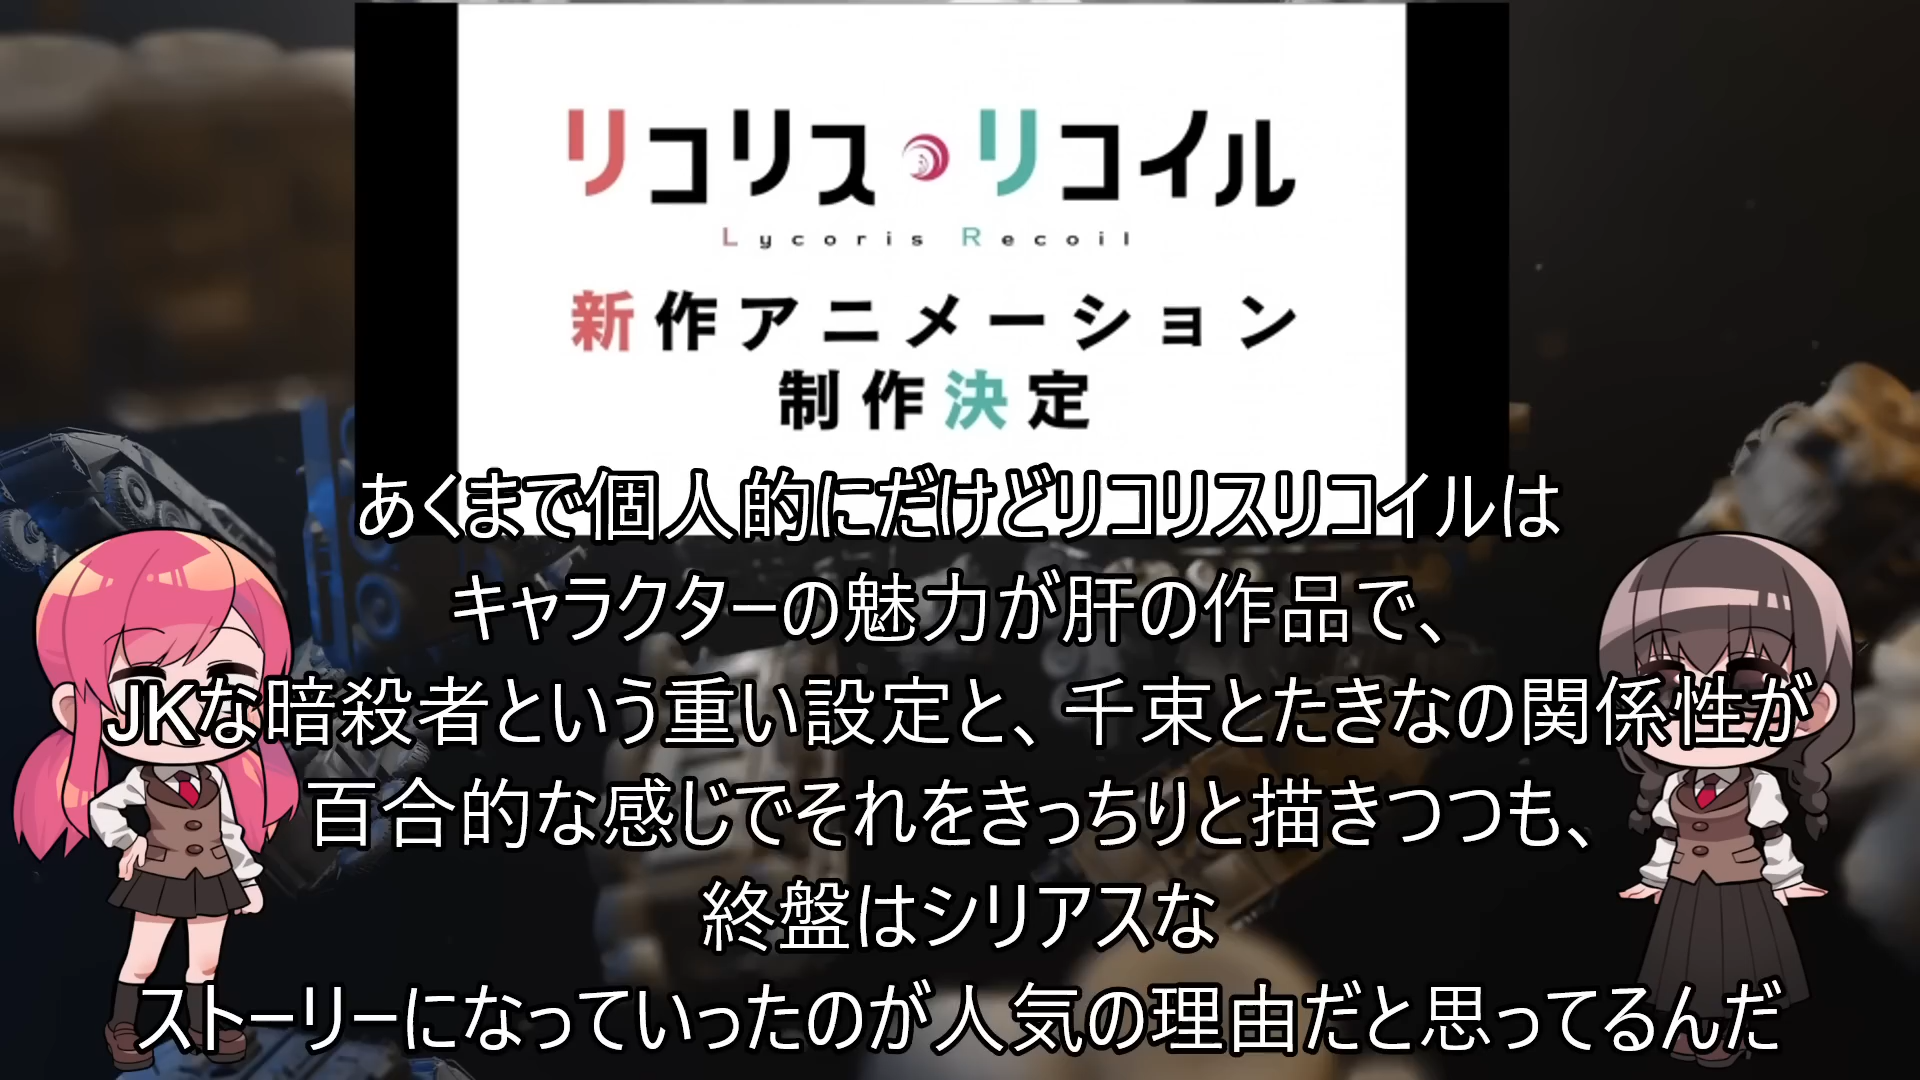 リコリス・リコイル
Lycoris Recoil
新作アニメーション
制作決定
あくまで個人的にだけどリコリスリコイルは
キャラクターの魅力が肝の作品で、
JKな暗殺者という重い設定と、千束とたきなの関係性が
百合的な感じでそれをきっちりと描きつつも、
終盤はシリアスな
ストーリーになっていったのが人気の理由だと思ってるんだ